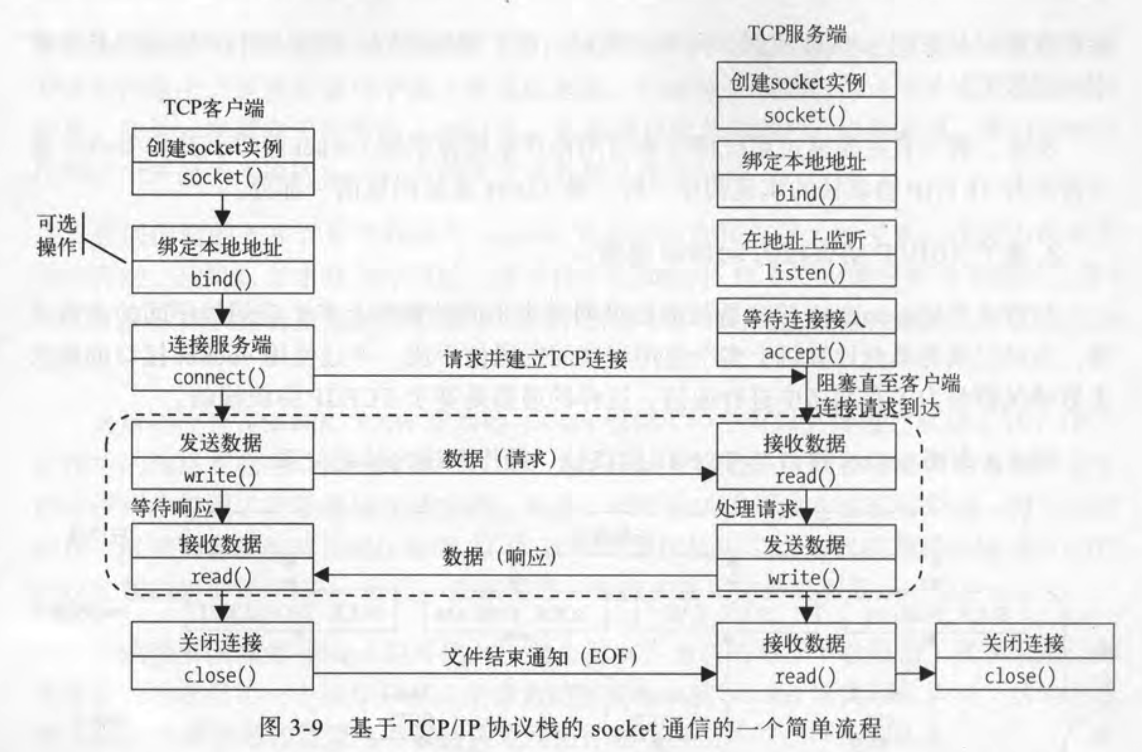 TCP服务端
创建socket实例
socket()
绑定本地地址
bind()
在地址上监听
listen()
等待连接接入
accept()
阻塞直至客户端
连接请求到达
TCP客户端
创建socket实例
socket()
可选
操作
绑定本地地址
bind()
连接服务端
connect()
请求并建立TCP连接
发送数据
write()
数据（请求）
接收数据
read()
等待响应
处理请求
接收数据
read()
数据（响应）
发送数据
write()
关闭连接
close()
文件结束通知（EOF）
接收数据
read()
关闭连接
close()
图 3-9 基于 TCP/IP 协议栈的 socket 通信的一个简单流程